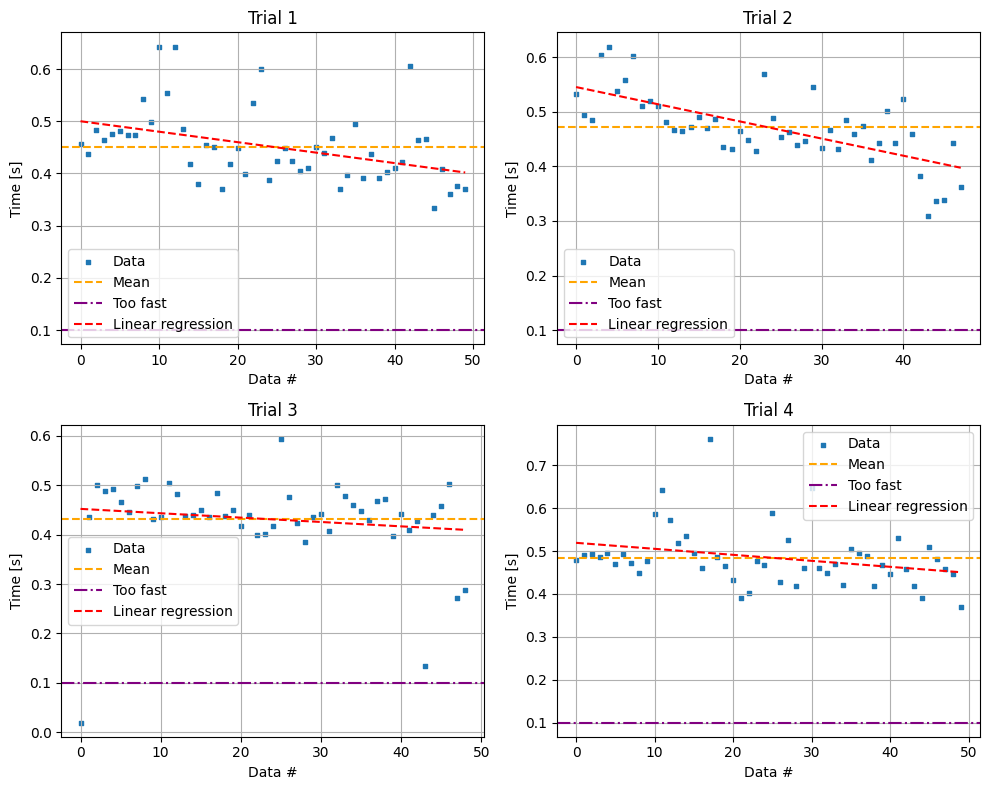 Trial 1
Time [s]
0.6
0.5
0.4
0.3
0.2
0.1
Data
Mean
Too fast
Linear regression
0 10 20 30 40 50
Data #
Trial 2
Time [s]
0.6
0.5
0.4
0.3
0.2
0.1
Data
Mean
Too fast
Linear regression
0 10 20 30 40
Data #
Trial 3
Time [s]
0.6
0.5
0.4
0.3
0.2
0.1
0.0
Data
Mean
Too fast
Linear regression
0 10 20 30 40 50
Data #
Trial 4
Time [s]
0.7
0.6
0.5
0.4
0.3
0.2
0.1
Data
Mean
Too fast
Linear regression
0 10 20 30 40 50
Data #